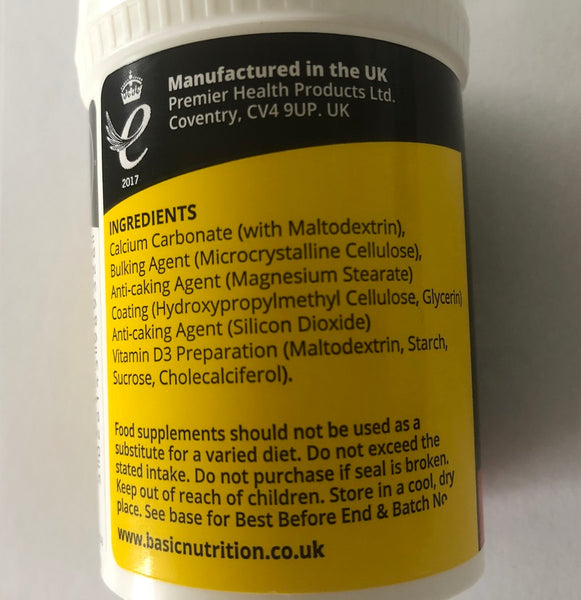 Manufactured in the UK
Premier Health Products Ltd.
Coventry, CV4 9UP. UK
e
2017
INGREDIENTS
Calcium Carbonate (with Maltodextrin),
Bulking Agent (Microcrystalline Cellulose),
Anti-caking Agent (Magnesium Stearate)
Coating (Hydroxypropylmethyl Cellulose, Glycerin)
Anti-caking Agent (Silicon Dioxide)
Vitamin D3 Preparation (Maltodextrin, Starch,
Sucrose, Cholecalciferol).
Food supplements should not be used as a
substitute for a varied diet. Do not exceed the
stated intake. Do not purchase if seal is broken.
Keep out of reach of children. Store in a cool, dry
place. See base for Best Before End & Batch No
www.basicnutrition.co.uk